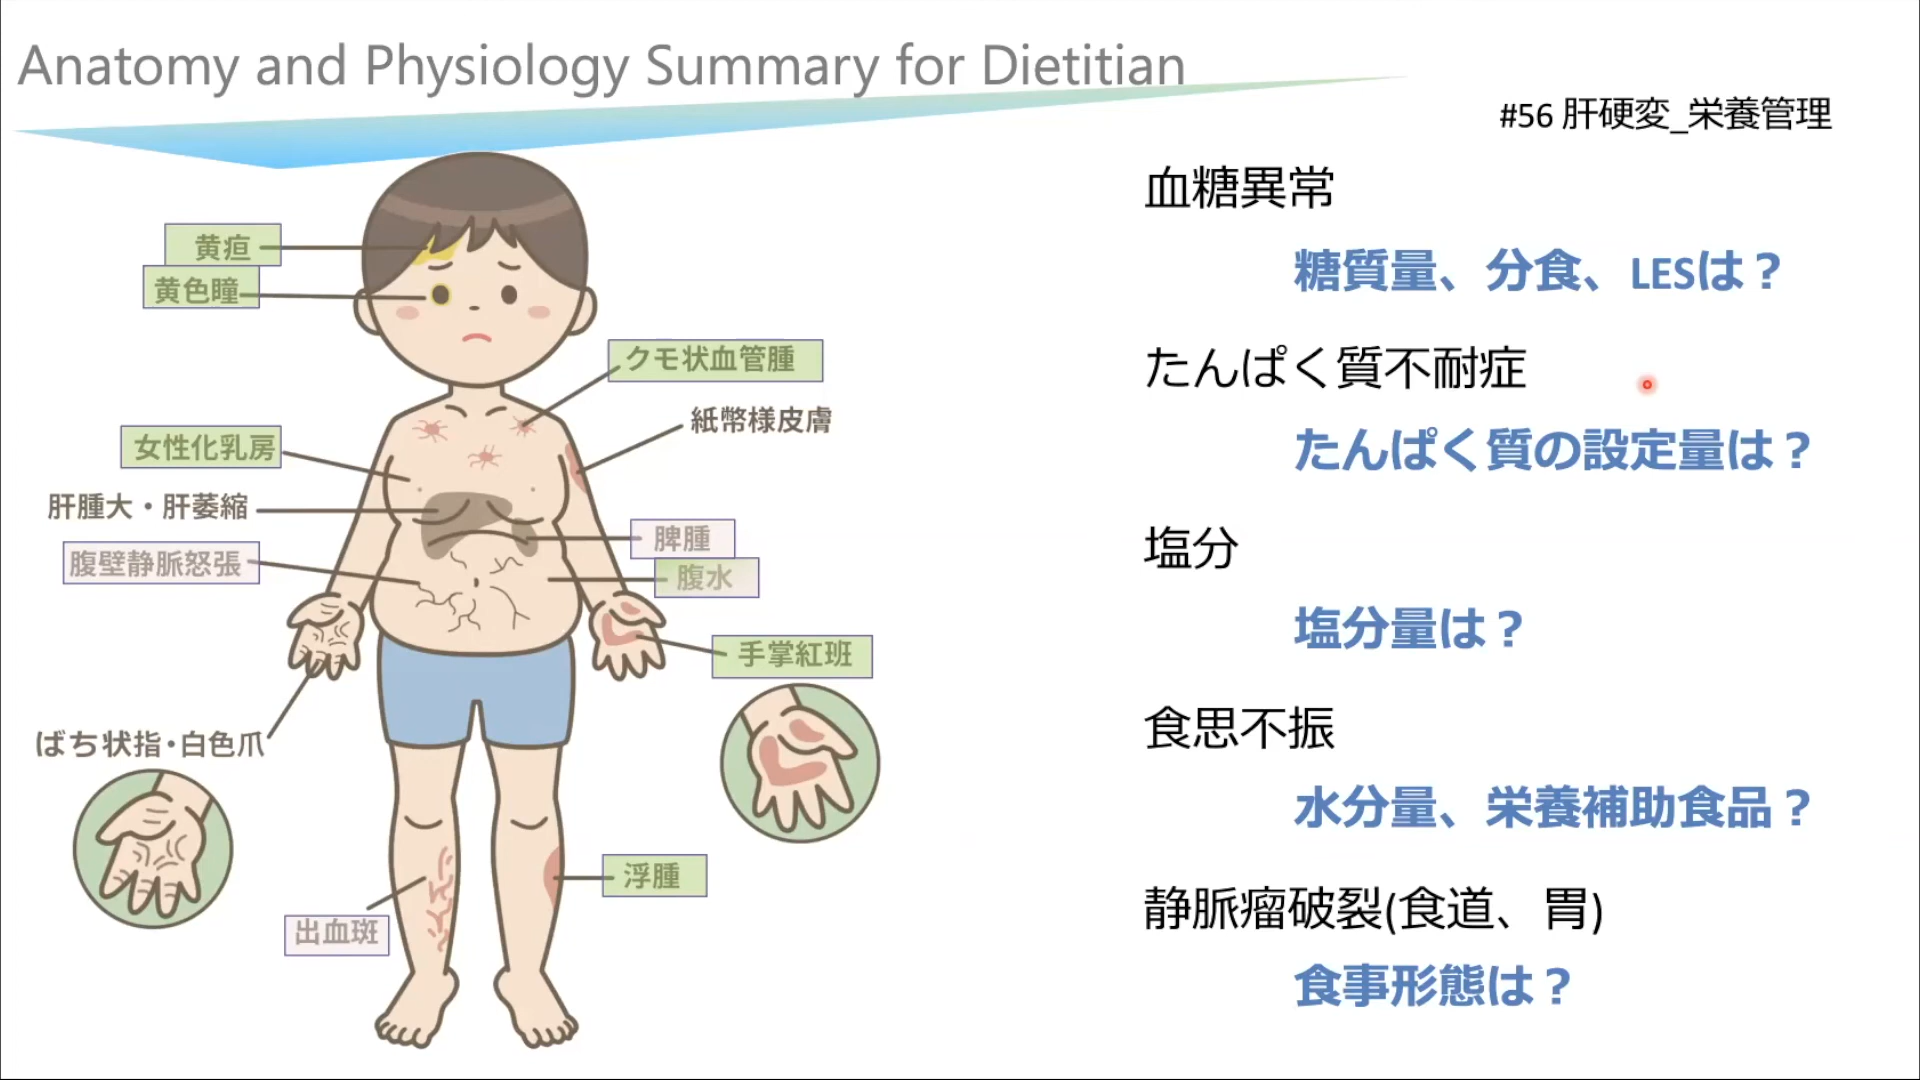 Anatomy and Physiology Summary for Dietitian
#56 肝硬変_栄養管理
黄疸
黄色瞳
クモ状血管腫
紙幣様皮膚
女性化乳房
肝腫大・肝萎縮
腹壁静脈怒張
脾腫
腹水
手掌紅班
ばち状指・白色爪
浮腫
出血斑
血糖異常
糖質量、分食、LESは？
たんぱく質不耐症
たんぱく質の設定量は？
塩分
塩分量は？
食思不振
水分量、栄養補助食品？
静脈瘤破裂(食道、胃)
食事形態は？